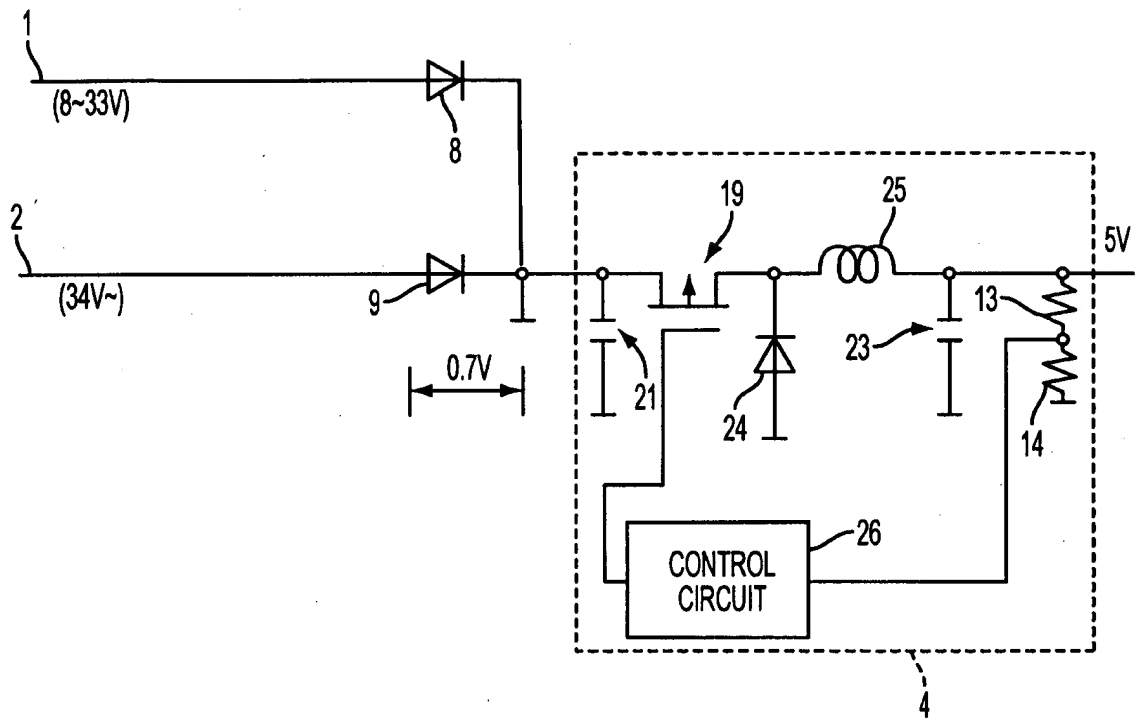 1
(8~33V)
8
2
(34V~)
9
0.7V
21
19
24
25
23
5V
13
14
CONTROL
CIRCUIT
26
4